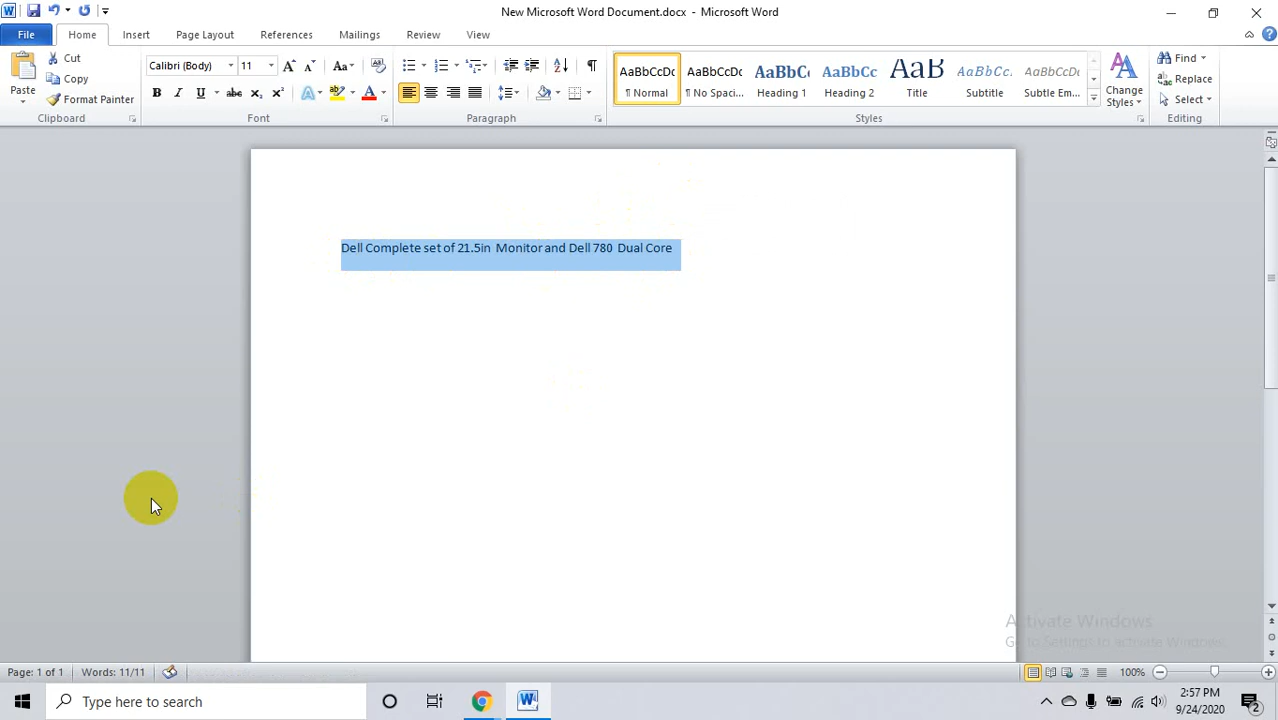 New Microsoft Word Document.docx - Microsoft Word
File Home Insert Page Layout References Mailings Review View
Paste
Cut
Copy
Format Painter
Clipboard
Calibri (Body) 11
Font
Paragraph
AaBbCcDc AaBbCcDc AaBbC AaBbCc AaB AaBbCc. AaBbCcDc
¶ Normal ¶ No Spaci... Heading 1 Heading 2 Title Subtitle Subtle Em...
Change
Styles
Styles
Find
Replace
Select
Editing
Dell Complete set of 21.5in Monitor and Dell 780 Dual Core
Activate Windows
Go to Settings to activate Windows.
Page: 1 of 1 Words: 11/11 100%
Type here to search
2:57 PM
9/24/2020
2